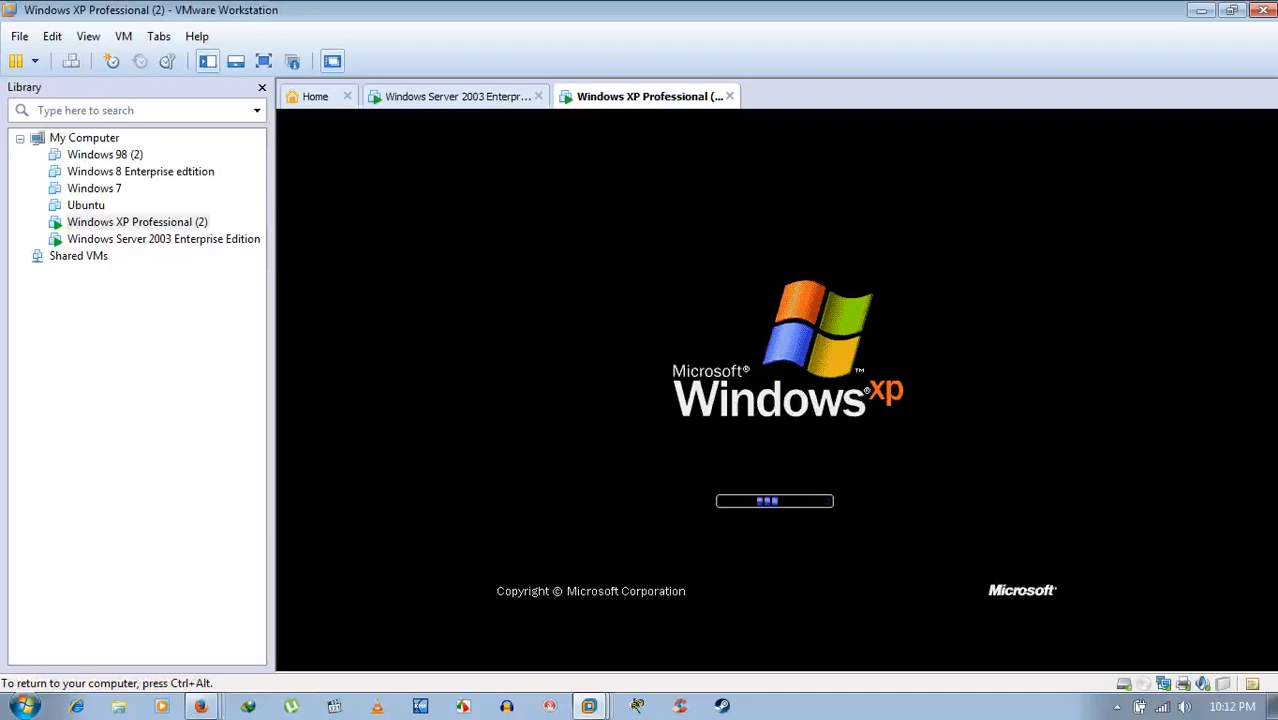 Windows XP Professional (2) - VMware Workstation
File Edit View VM Tabs Help
Library
Type here to search
My Computer
Windows 98 (2)
Windows 8 Enterprise edtition
Windows 7
Ubuntu
Windows XP Professional (2)
Windows Server 2003 Enterprise Edition
Shared VMs
Home
Windows Server 2003 Enterpr...
Windows XP Professional (...
Microsoft®
Windows® xp ™
Copyright © Microsoft Corporation
Microsoft®
To return to your computer, press Ctrl+Alt.
10:12 PM